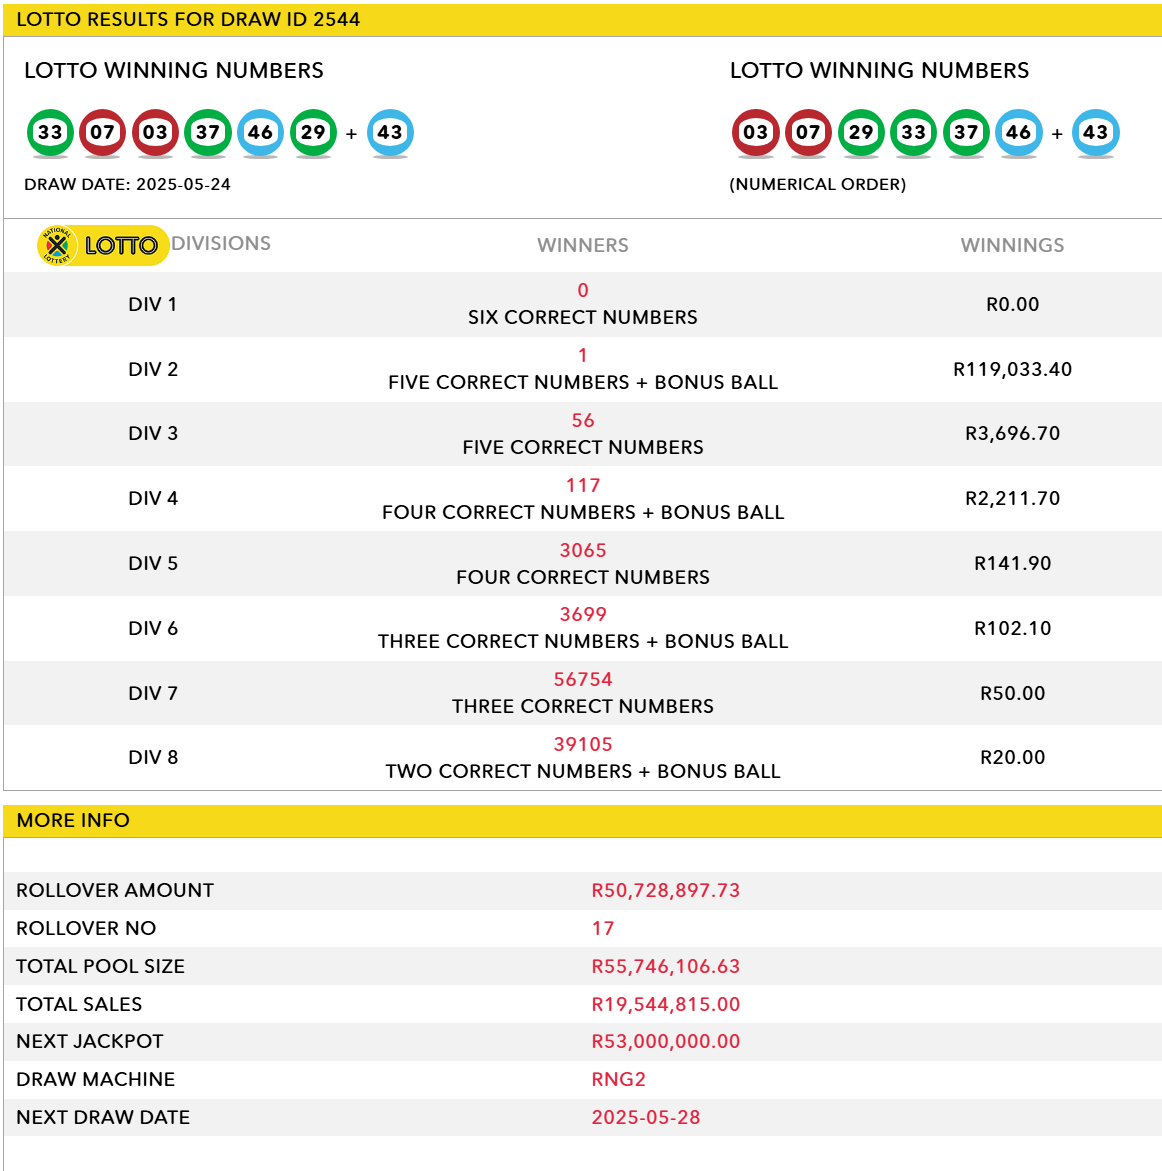 LOTTO RESULTS FOR DRAW ID 2544
LOTTO WINNING NUMBERS
33 07 03 37 46 29 + 43
DRAW DATE: 2025-05-24
LOTTO WINNING NUMBERS
03 07 29 33 37 46 + 43
(NUMERICAL ORDER)
NATIONAL LOTTERY LOTTO DIVISIONS WINNERS WINNINGS
0
DIV 1 SIX CORRECT NUMBERS R0.00
1
DIV 2 FIVE CORRECT NUMBERS + BONUS BALL R119,033.40
56
DIV 3 FIVE CORRECT NUMBERS R3,696.70
117
DIV 4 FOUR CORRECT NUMBERS + BONUS BALL R2,211.70
3065
DIV 5 FOUR CORRECT NUMBERS R141.90
3699
DIV 6 THREE CORRECT NUMBERS + BONUS BALL R102.10
56754
DIV 7 THREE CORRECT NUMBERS R50.00
39105
DIV 8 TWO CORRECT NUMBERS + BONUS BALL R20.00
MORE INFO
ROLLOVER AMOUNT R50,728,897.73
ROLLOVER NO 17
TOTAL POOL SIZE R55,746,106.63
TOTAL SALES R19,544,815.00
NEXT JACKPOT R53,000,000.00
DRAW MACHINE RNG2
NEXT DRAW DATE 2025-05-28